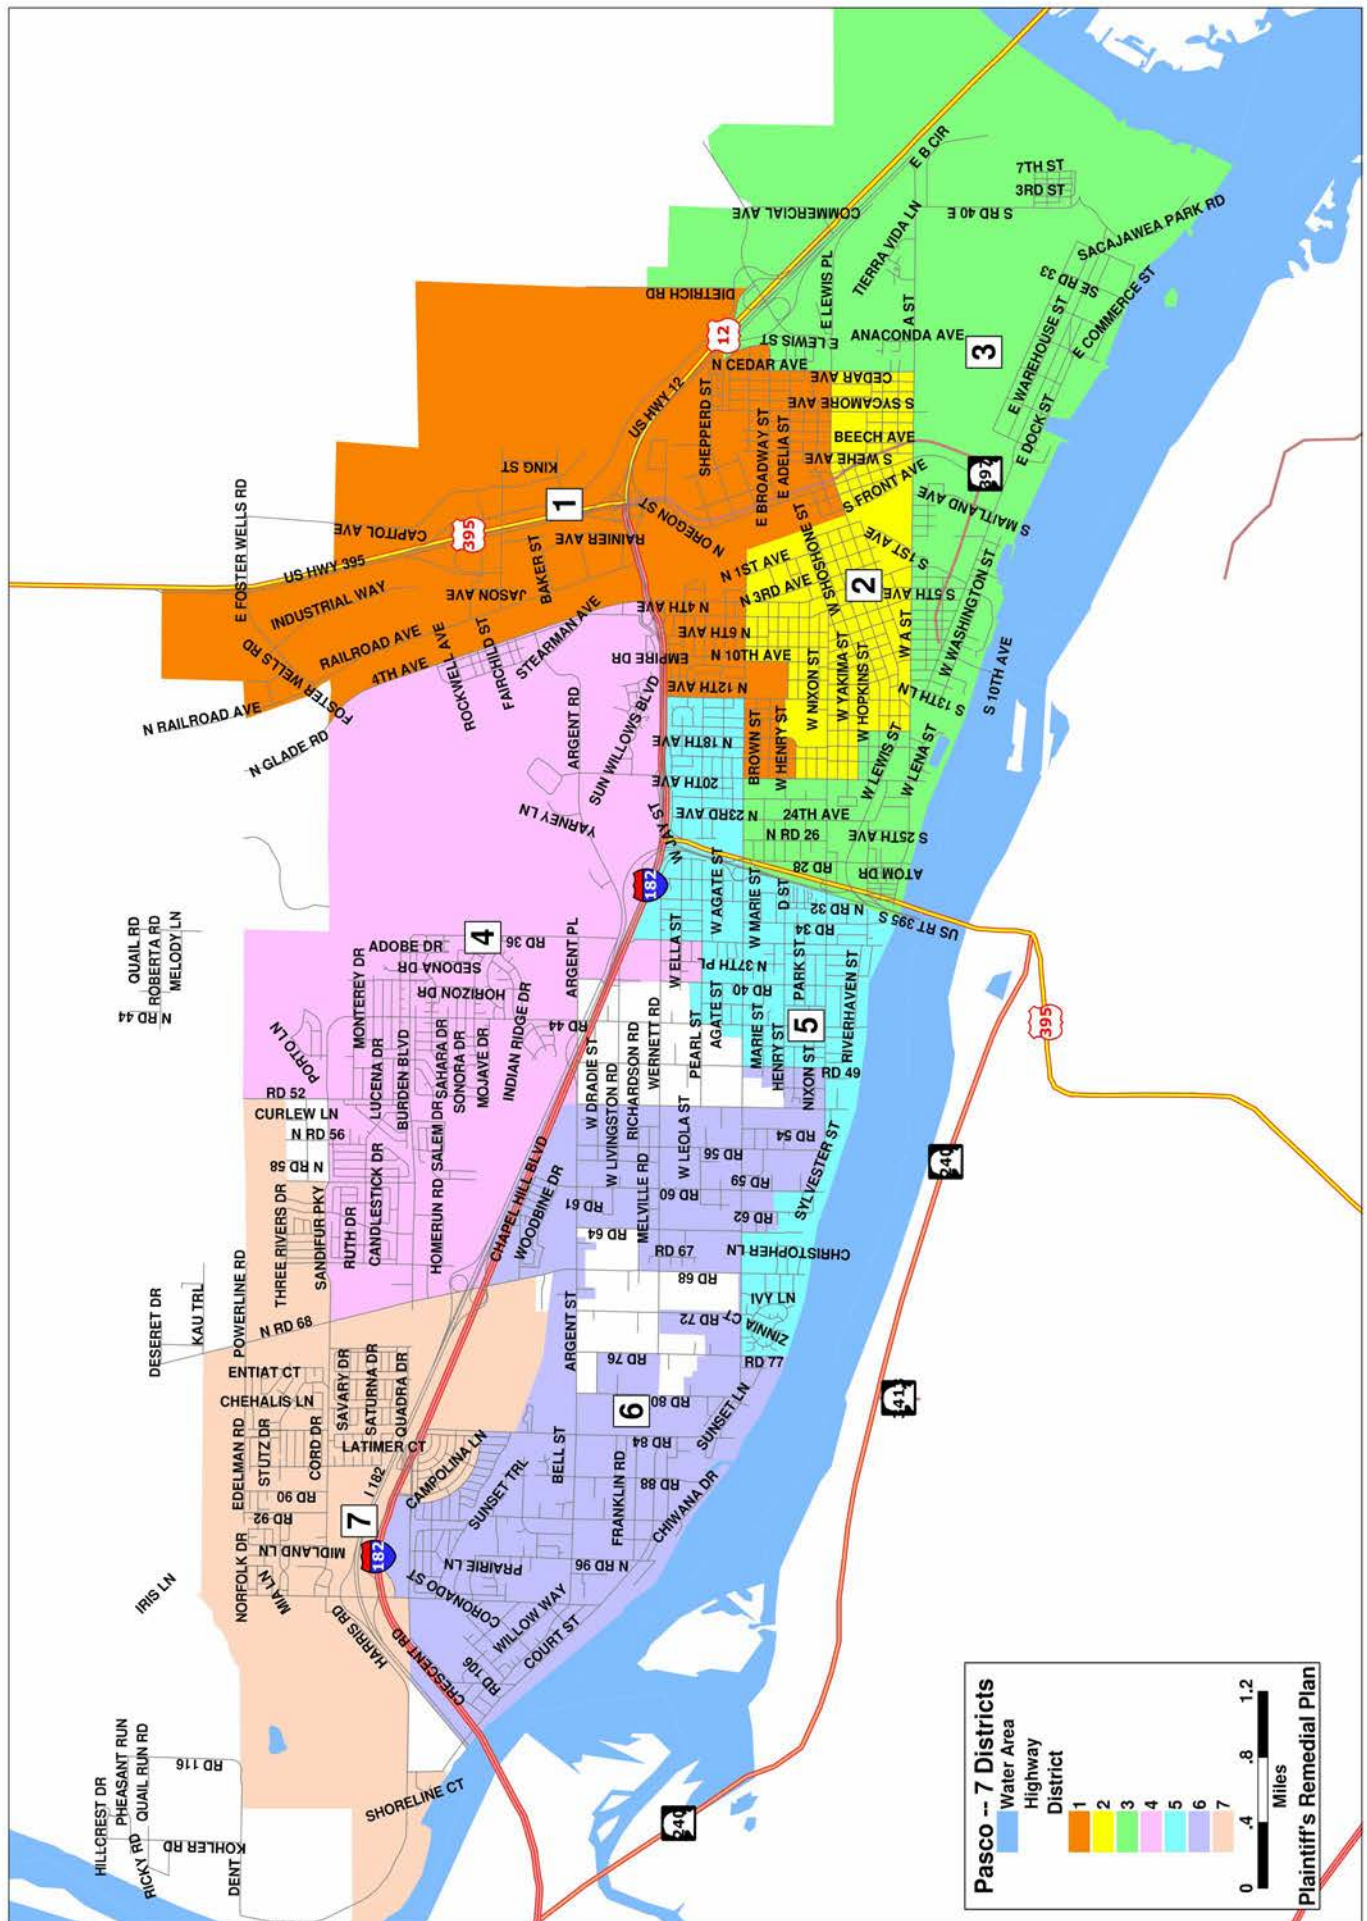 Pasco -- 7 Districts
Water Area
Highway
District
1
2
3
4
5
6
7
0 .4 .8 1.2
Miles
Plaintiff's Remedial Plan
HILLCREST DR
PHEASANT RUN
QUAIL RUN RD
RICKY RD
KOHLER RD
DENT
RD 116
SHORELINE CT
IRIS LN
NORFOLK DR
MIA LN
MIDLAND LN
HARRIS RD
CRESCENT RD
RD 106
COURT ST
WILLOW WAY
CORONADO ST
PRAIRIE LN
N RD 96
182
7
RD 92
RD 90
EDELMAN RD
STUTZ DR
CORD DR
I 182
LATIMER CT
CAMPOLINA LN
SUNSET TRL
BELL ST
FRANKLIN RD
RD 88
CHIWANA DR
RD 84
SUNSET LN
6
RD 80
RD 76
RD 77
CHEHALIS LN
ENTIAT CT
SAVARY DR
SATURNA DR
QUADRA DR
ARGENT ST
DESERET DR
KAU TRL
POWERLINE RD
N RD 68
THREE RIVERS DR
SANDIFUR PKY
RUTH DR
CANDLESTICK DR
HOMERUN RD
CHAPEL HILL BLVD
WOODBINE DR
RD 72
ZINNIA CT
IVY LN
RD 68
RD 67
RD 64
CHRISTOPHER LN
RD 62
RD 61
MELVILLE RD
RD 60
RD 59
SYLVESTER ST
RD 56
RD 54
N RD 58
N RD 56
CURLEW LN
RD 52
PORTO LN
LUCENA DR
BURDEN BLVD
SALEM DR
SAHARA DR
SONORA DR
MOJAVE DR
INDIAN RIDGE DR
W DRADIE ST
W LIVINGSTON RD
RICHARDSON RD
WERNETT RD
W LEOLA ST
PEARL ST
AGATE ST
MARIE ST
HENRY ST
NIXON ST
RD 49
RIVERHAVEN ST
5
RD 44
MONTEREY DR
HORIZON DR
SEDONA DR
ADOBE DR
4
RD 36
ARGENT PL
W ELLA ST
RD 40
N 37TH PL
PARK ST
RD 34
QUAIL RD
ROBERTA RD
MELODY LN
N RD 44
N RD 32
US RT 395 S
D ST
W MARIE ST
W AGATE ST
182
W JAY ST
RD 28
ATOM DR
N RD 26
S 25TH AVE
24TH AVE
N 23RD AVE
20TH AVE
N 18TH AVE
YARNEY LN
ARGENT RD
SUN WILLOWS BLVD
W LEWIS ST
W LENA ST
BROWN ST
W HENRY ST
W NIXON ST
W YAKIMA ST
W HOPKINS ST
S 13TH LN
S 10TH AVE
N 12TH AVE
N 10TH AVE
EMPIRE DR
N 6TH AVE
N 4TH AVE
W A ST
W WASHINGTON ST
S 5TH AVE
2
W SHOSHONE ST
N 3RD AVE
N 1ST AVE
S 1ST AVE
N GLADE RD
N RAILROAD AVE
FOSTER WELLS RD
4TH AVE
RAILROAD AVE
ROCKWELL AVE
FAIRCHILD ST
STEARMAN AVE
INDUSTRIAL WAY
E FOSTER WELLS RD
US HWY 395
JASON AVE
BAKER ST
RAINIER AVE
CAPITOL AVE
395
1
KING ST
N OREGON ST
S FRONT AVE
S MAITLAND AVE
397
S WEHE AVE
BEECH AVE
E BROADWAY ST
E ADELIA ST
SHEPPERD ST
US HWY 12
S SYCAMORE AVE
CEDAR AVE
N CEDAR AVE
E DOCK ST
E WAREHOUSE ST
E COMMERCE ST
3
ANACONDA AVE
E LEWIS ST
12
DIETRICH RD
E LEWIS PL
A ST
TIERRA VIDA LN
SE RD 33
SACAJAWEA PARK RD
COMMERCIAL AVE
S RD 40 E
3RD ST
7TH ST
E B CIR
395
240
240